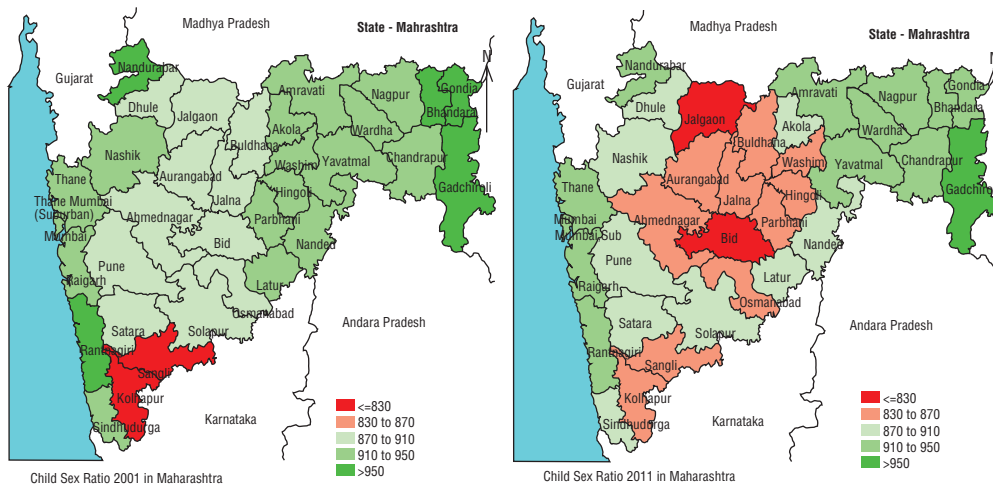 Madhya Pradesh
State - Mahrashtra
N
Gujarat
Nandurabar
Dhule
Jalgaon
Amravati
Nagpur
Gondia
Bhandara
Akola
Buldhana
Wardha
Nashik
Washim
Yavatmal
Chandrapur
Aurangabad
Thane
Jalna
Hingoli
Gadchiroli
Thane Mumbai
(Suburban)
Ahmednagar
Parbhani
Mumbai
Bid
Nanded
Pune
Raigarh
Latur
Osmanabad
Satara
Solapur
Andara Pradesh
Ratnagiri
Sangli
Kolhapur
Karnataka
Sindhudurga
<=830
830 to 870
870 to 910
910 to 950
>950
Child Sex Ratio 2001 in Maharashtra
Madhya Pradesh
State - Mahrashtra
N
Gujarat
Nandurabar
Dhule
Jalgaon
Amravati
Nagpur
Gondia
Bhandara
Akola
Buldhana
Wardha
Nashik
Washim
Yavatmal
Chandrapur
Aurangabad
Thane
Jalna
Hingoli
Gadchiroli
Mumbai
Mumbai Sub
Ahmednagar
Parbhani
Bid
Nanded
Pune
Raigarh
Latur
Osmanabad
Satara
Solapur
Andara Pradesh
Ratnagiri
Sangli
Kolhapur
Karnataka
Sindhudurga
<=830
830 to 870
870 to 910
910 to 950
>950
Child Sex Ratio 2011 in Maharashtra